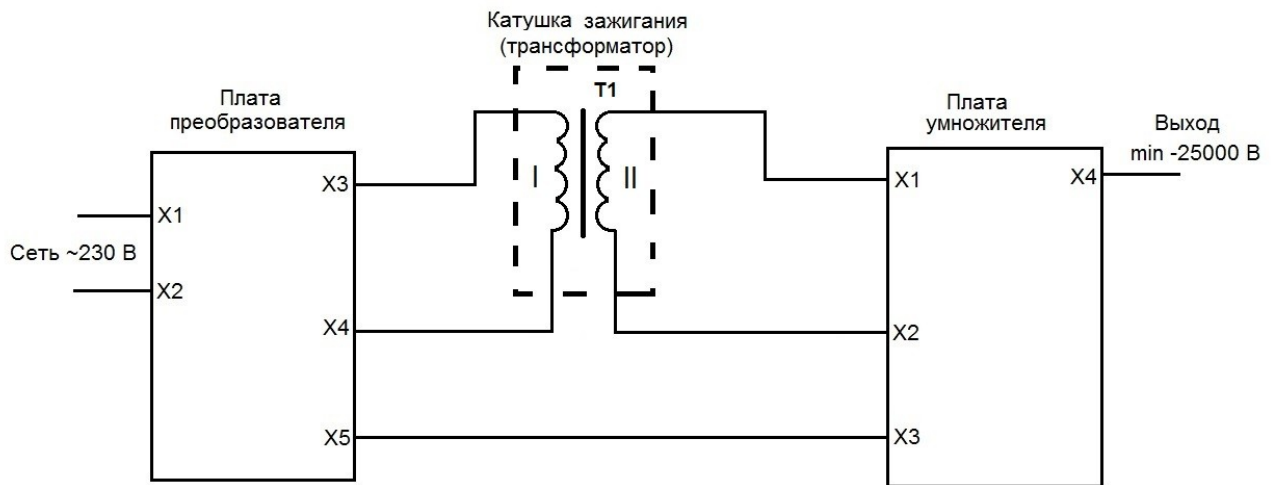 Катушка зажигания
(трансформатор)
T1
I
II
Плата
преобразователя
X1
X2
X3
X4
X5
Сеть ~230 В
Плата
умножителя
X1
X2
X3
X4
Выход
min -25000 В